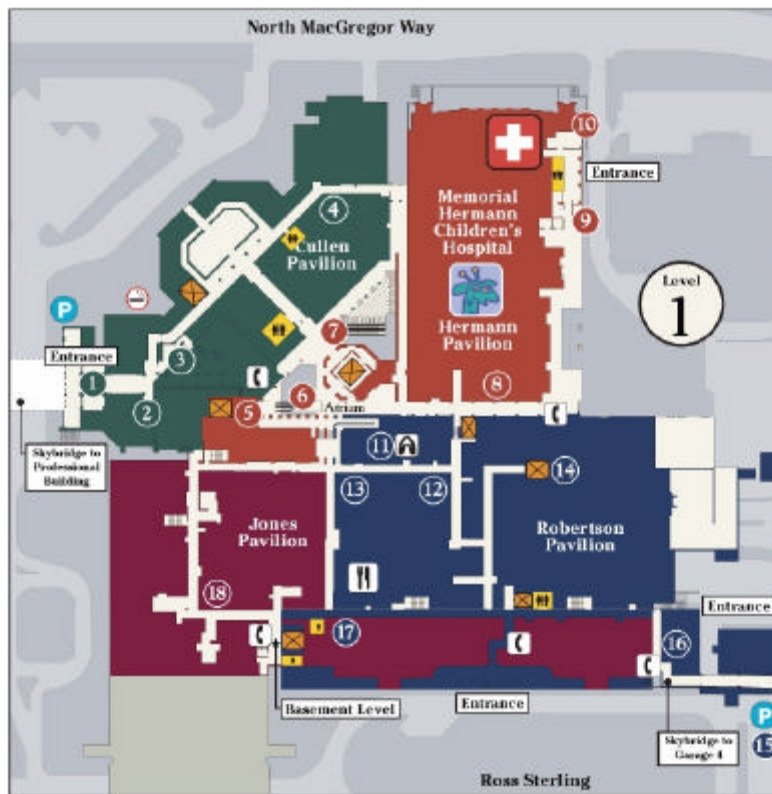 North MacGregor Way
10
Entrance
4
Memorial
Hermann
Children's
Hospital
9
Cullen
Pavilion
Level
1
P
7
Hermann
Pavilion
Entrance
3
1
8
6
2
5
Atrium
Skybridge to
Professional
Building
11
14
13
12
Jones
Pavilion
Robertson
Pavilion
18
Entrance
17
16
Basement Level
Entrance
P
Skybridge to
Garage 4
15
Ross Sterling